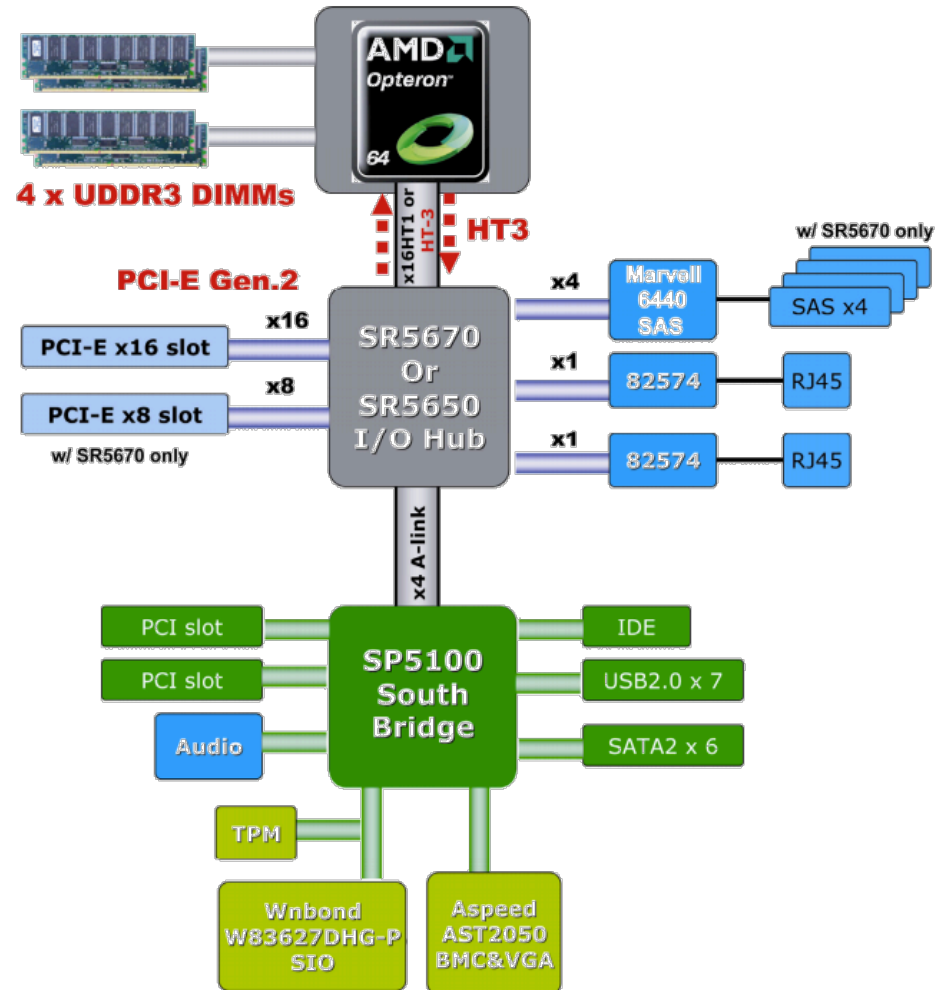 AMD
Opteron™
64
4 x UDDR3 DIMMs
x16HT1 or
HT-3
HT3
PCI-E Gen.2
w/ SR5670 only
x4
Marvell
6440
SAS
SAS x4
x16
PCI-E x16 slot
SR5670
Or
SR5650
I/O Hub
x1
82574
RJ45
x8
PCI-E x8 slot
w/ SR5670 only
x1
82574
RJ45
x4 A-link
PCI slot
IDE
SP5100
South
Bridge
PCI slot
USB2.0 x 7
Audio
SATA2 x 6
TPM
Wnbond
W83627DHG-P
SIO
Aspeed
AST2050
BMC&VGA